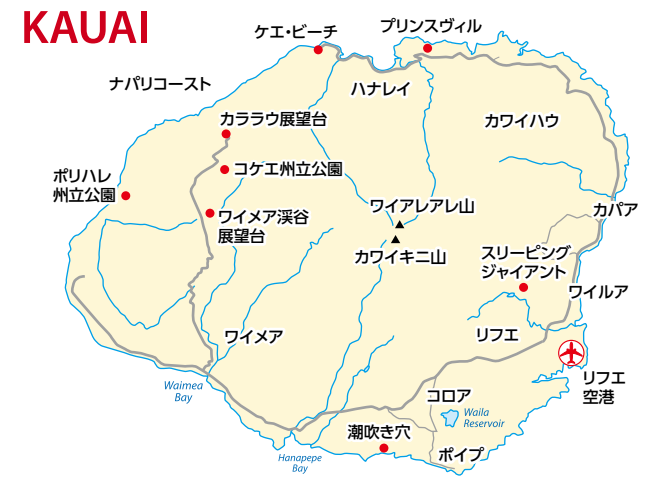 KAUAI
ケエ・ビーチ
プリンスヴィル
ナパリコースト
ハナレイ
カララウ展望台
カワイハウ
コケエ州立公園
ポリハレ
州立公園
ワイアレアレ山
カパア
ワイメア渓谷
展望台
カワイキニ山
スリーピング
ジャイアント
ワイルア
ワイメア
リフエ
リフエ
空港
Waimea
Bay
コロア
Waila
Reservoir
潮吹き穴
ポイプ
Hanapepe
Bay